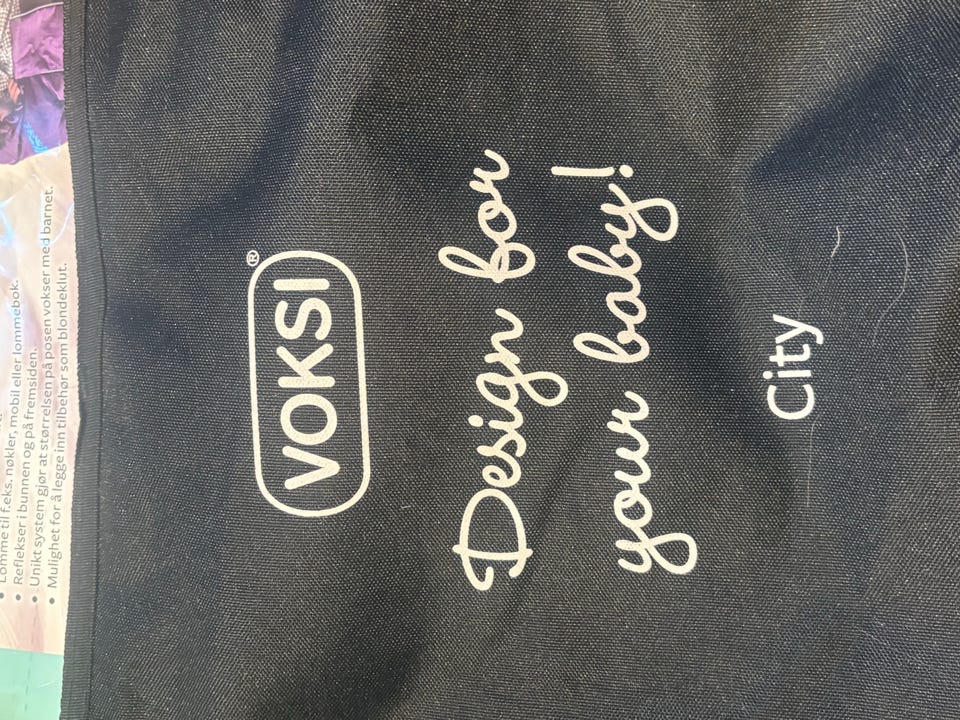 Lomme til f.eks. nøkler, mobil eller lommebok.
• Reflekser i bunnen og på fremsiden.
• Unikt system gjør at størrelsen på posen vokser med barnet.
• Mulighet for å legge inn tilbehør som blondeklut.
VOKSI®
Design for
your baby!
City